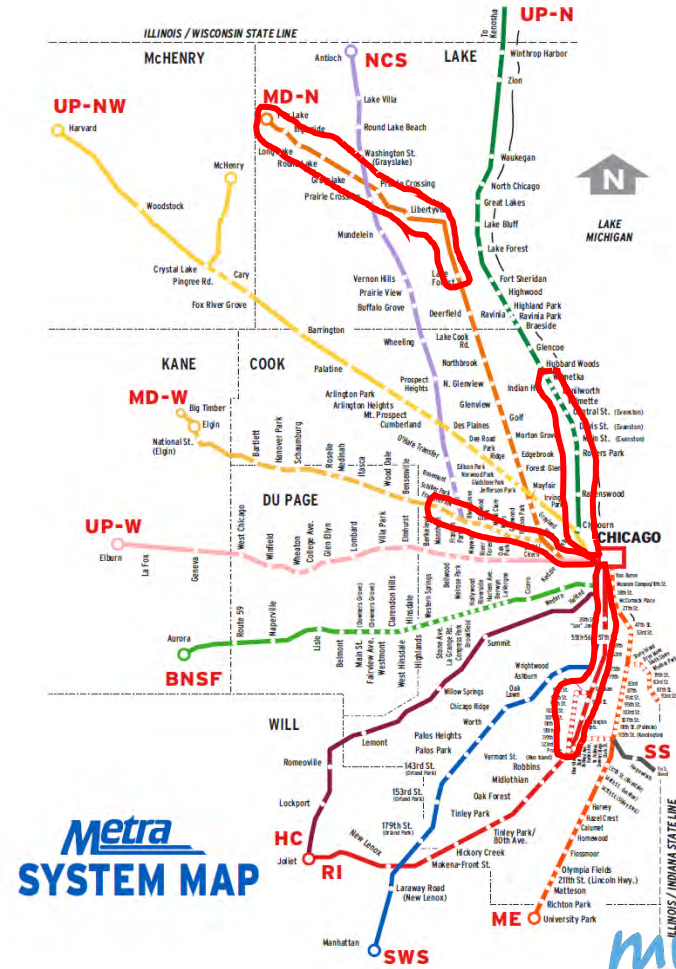 ILLINOIS / WISCONSIN STATE LINE
UP-N
To Kenosha
McHENRY
LAKE
Antioch
NCS
Winthrop Harbor
Zion
UP-NW
MD-N
Harvard
Lake
Lake Villa
Round Lake Beach
McHenry
Long Lake
Round Lake
Washington St.
(Grayslake)
Waukegan
N
Grayslake
Prairie Crossing
Prairie Crossing
North Chicago
Great Lakes
Woodstock
Libertyville
Lake Bluff
LAKE
MICHIGAN
Mundelein
Lake Forest
Crystal Lake
Pingree Rd.
Cary
Fox River Grove
Vernon Hills
Prairie View
Buffalo Grove
Lake Forest
Fort Sheridan
Highwood
Highland Park
Ravinia
Ravinia Park
Braeside
Deerfield
Barrington
Wheeling
Lake Cook
Rd.
Glencoe
KANE
COOK
Palatine
Northbrook
Hubbard Woods
Prospect
Heights
N. Glenview
MD-W
Big Timber
Elgin
Arlington Park
Arlington Heights
Mt. Prospect
Cumberland
Glenview
Golf
Central St. (Evanston)
Davis St. (Evanston)
Main St. (Evanston)
National St.
(Elgin)
Bartlett
Hanover Park
Schaumburg
Roselle
Medinah
Itasca
Wood Dale
Bensenville
O'Hare Transfer
Des Plaines
Dee Road
Park
Ridge
Morton Grove
Edgebrook
Rogers Park
Edison Park
Norwood Park
Gladstone Park
Jefferson Park
Forest Glen
Mayfair
Ravenswood
Rosemont
Schiller Park
DU PAGE
Clybourn
CHICAGO
UP-W
Elburn
La Fox
Geneva
West Chicago
Winfield
Wheaton
College Ave.
Glen Ellyn
Lombard
Villa Park
Elmhurst
Berkeley
Cicero
Kedzie
Van Buren
Museum Campus/11th St.
18th St.
McCormick Place
27th St.
47th St.
53rd St.
Bellwood
Melrose Park
Hollywood
Riverside
Harlem Ave.
Berwyn
LaVergne
Cicero
Western
Halsted
Aurora
BNSF
Route 59
Naperville
Lisle
Belmont
Main St.
(Downers Grove)
Fairview Ave.
(Downers Grove)
Westmont
Clarendon Hills
West Hinsdale
Hinsdale
Highlands
Western Springs
Stone Ave.
La Grange Rd.
Congress Park
Brookfield
Summit
Wrightwood
Ashburn
Oak
Lawn
Chicago Ridge
Worth
Willow Springs
WILL
Lemont
Palos Heights
Palos Park
Romeoville
143rd St.
(Orland Park)
Vermont St.
Robbins
Midlothian
SS
Lockport
153rd St.
(Orland Park)
Oak Forest
Harvey
Hazel Crest
Calumet
Homewood
179th St.
(Orland Park)
Tinley Park
Tinley Park/
80th Ave.
Flossmoor
Metra
SYSTEM MAP
HC
Joliet
RI
New Lenox
Hickory Creek
Mokena-Front St.
Olympia Fields
211th St. (Lincoln Hwy.)
Matteson
Richton Park
University Park
ME
Laraway Road
(New Lenox)
Manhattan
SWS
ILLINOIS / INDIANA STATE LINE